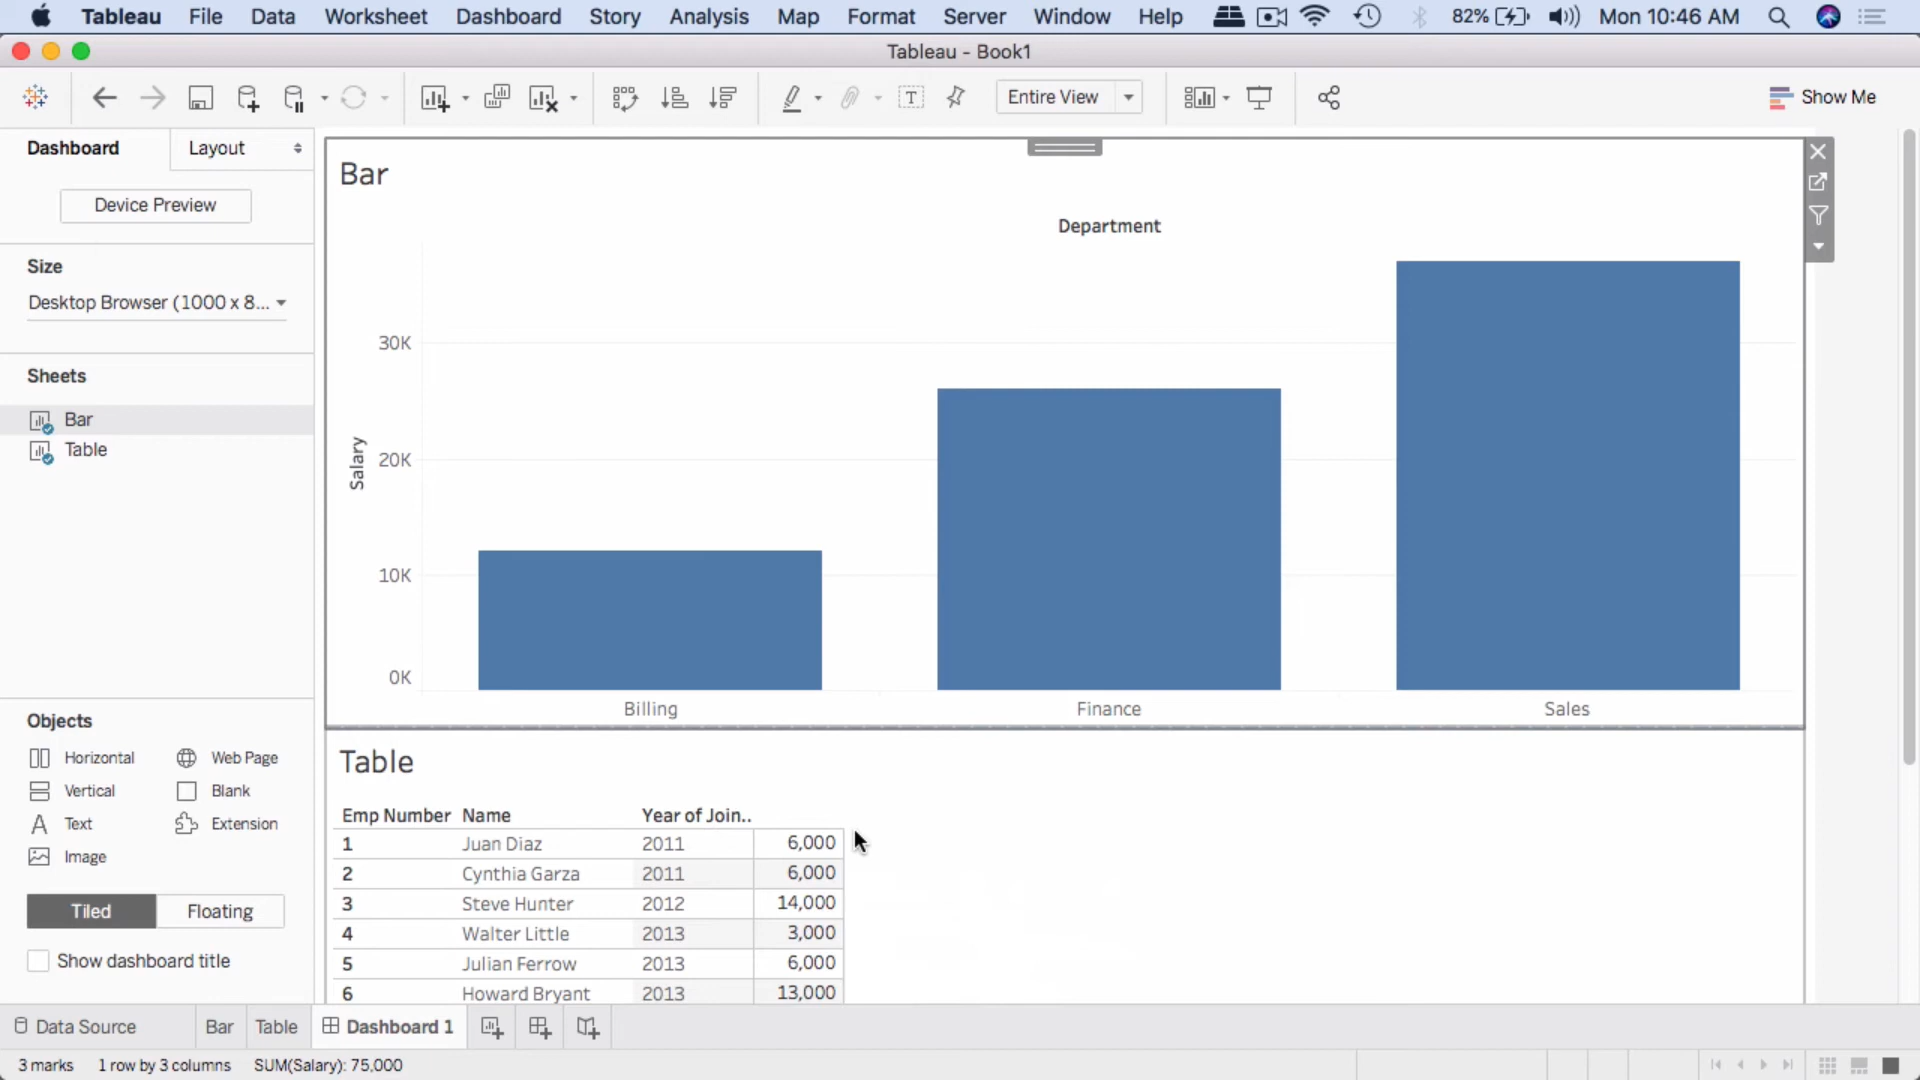 Tableau File Data Worksheet Dashboard Story Analysis Map Format Server Window Help 82% Mon 10:46 AM
Tableau - Book1
Entire View Show Me
Dashboard Layout
Device Preview
Size
Desktop Browser (1000 x 8...
Sheets
Bar
Table
Objects
Horizontal Web Page
Vertical Blank
Text Extension
Image
Tiled Floating
Show dashboard title
Bar
Department
Salary
30K
20K
10K
0K
Billing Finance Sales
Table
Emp Number Name Year of Join..
1 Juan Diaz 2011 6,000
2 Cynthia Garza 2011 6,000
3 Steve Hunter 2012 14,000
4 Walter Little 2013 3,000
5 Julian Ferrow 2013 6,000
6 Howard Bryant 2013 13,000
Data Source Bar Table Dashboard 1
3 marks 1 row by 3 columns SUM(Salary): 75,000